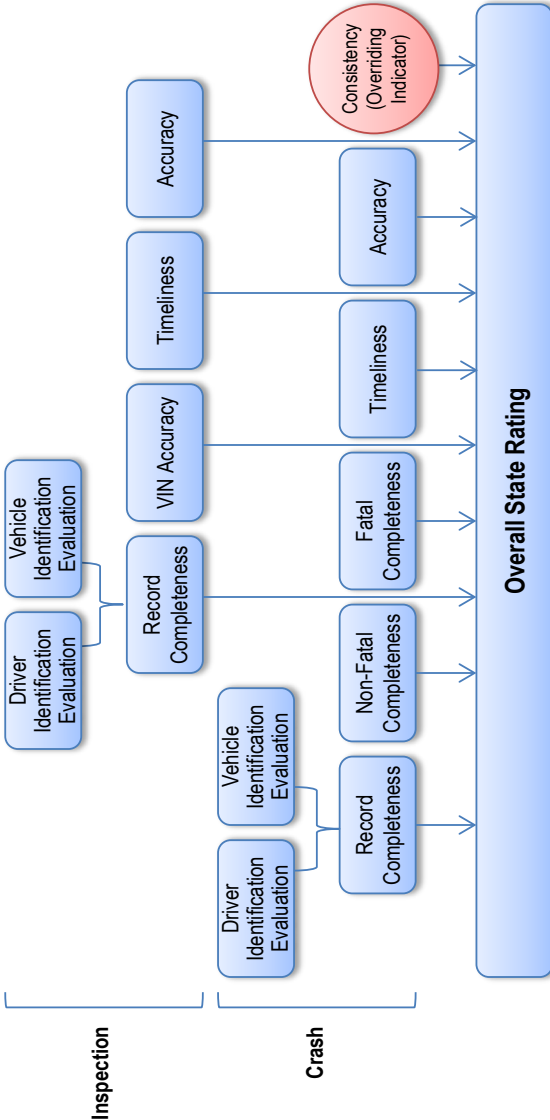 Inspection
Driver
Identification
Evaluation
Vehicle
Identification
Evaluation
Record
Completeness
VIN Accuracy
Timeliness
Accuracy
Crash
Driver
Identification
Evaluation
Vehicle
Identification
Evaluation
Record
Completeness
Non-Fatal
Completeness
Fatal
Completeness
Timeliness
Accuracy
Consistency
(Overriding
Indicator)
Overall State Rating